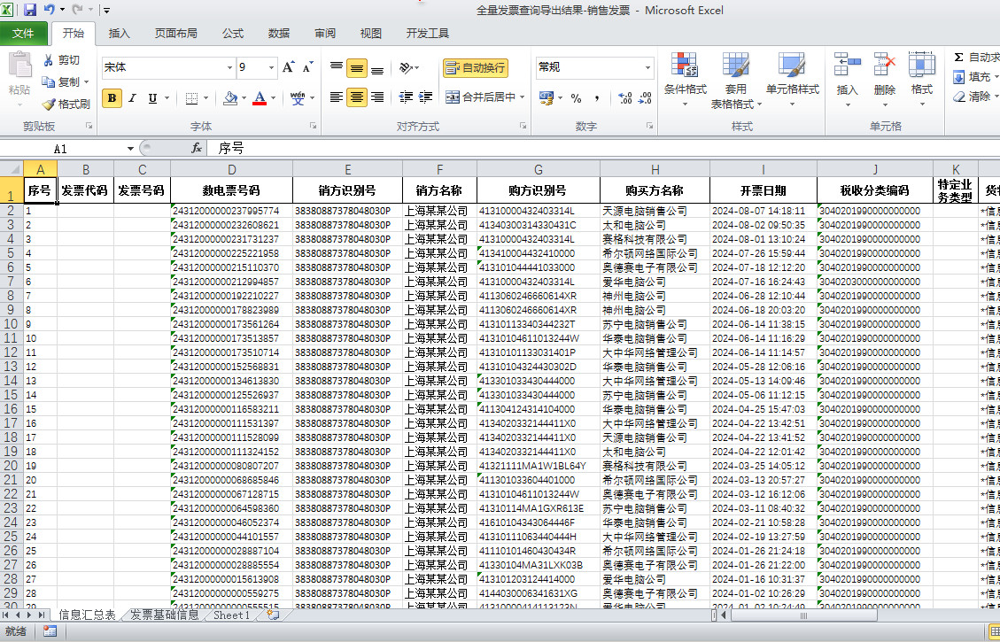 全量发票查询导出结果-销售发票 - Microsoft Excel
文件 开始 插入 页面布局 公式 数据 审阅 视图 开发工具
粘贴 剪切 复制 格式刷 剪贴板
宋体 9 字体
自动换行 合并后居中 对齐方式
常规 数字
条件格式 套用表格格式 单元格样式 样式
插入 删除 格式 单元格
Σ 自动求 填充 清除
A1 fx 序号
A B C D E F G H I J K
1 序号 发票代码 发票号码 数电票号码 销方识别号 销方名称 购方识别号 购买方名称 开票日期 税收分类编码 特定业务类型
2 1 24312000000237995774 38380887378048030P 上海某某公司 41310000432403314L 天源电脑销售公司 2024-08-07 14:18:11 3040201990000000000 *信息
3 2 24312000000232608621 38380887378048030P 上海某某公司 41340300314330431C 太和电脑公司 2024-08-02 09:50:35 3040201990000000000 *信息
4 3 24312000000231731237 38380887378048030P 上海某某公司 41310000432403314L 赛格科技有限公司 2024-08-01 13:10:24 3040201990000000000 *信息
5 4 24312000000225221958 38380887378048030P 上海某某公司 413410004432410000 希尔顿网络国际公司 2024-07-26 15:59:44 3040201990000000000 *信息
6 5 24312000000215110370 38380887378048030P 上海某某公司 413101044441033000 奥德赛电子有限公司 2024-07-18 12:12:20 3040201990000000000 *信息
7 6 24312000000212994857 38380887378048030P 上海某某公司 41310000432403314L 爱华电脑公司 2024-07-16 16:24:43 3040203000000000000 *信息
8 7 24312000000192210227 38380887378048030P 上海某某公司 4113060246660614XR 神州电脑公司 2024-06-28 12:10:44 3040201990000000000 *信息
9 8 24312000000178823989 38380887378048030P 上海某某公司 4113060246660614XR 神州电脑公司 2024-06-18 20:03:20 3040201990000000000 *信息
10 9 24312000000173561264 38380887378048030P 上海某某公司 41310113340344232T 苏宁电脑销售公司 2024-06-14 11:38:15 3040201990000000000 *信息
11 10 24312000000173513857 38380887378048030P 上海某某公司 41310104611013244W 华泰电脑销售公司 2024-06-14 11:16:29 3040201990000000000 *信息
12 11 24312000000173510714 38380887378048030P 上海某某公司 41310101133031401P 大中华网络管理公司 2024-06-14 11:14:57 3040201990000000000 *信息
13 12 24312000000152568831 38380887378048030P 上海某某公司 41310104324430302D 华泰电脑销售公司 2024-05-28 12:06:16 3040201990000000000 *信息
14 13 24312000000134613830 38380887378048030P 上海某某公司 413301033430444000 大中华网络管理公司 2024-05-13 14:09:46 3040201990000000000 *信息
15 14 24312000000125526937 38380887378048030P 上海某某公司 413301033430444000 苏宁电脑销售公司 2024-05-06 11:12:15 3040201990000000000 *信息
16 15 24312000000116583211 38380887378048030P 上海某某公司 411304124314104000 华泰电脑销售公司 2024-04-25 15:47:03 3040201990000000000 *信息
17 16 24312000000111531397 38380887378048030P 上海某某公司 4134020332144411X0 大中华网络管理公司 2024-04-22 13:42:51 3040201990000000000 *信息
18 17 24312000000111528099 38380887378048030P 上海某某公司 4134020332144411X0 天源电脑销售公司 2024-04-22 13:41:52 3040201990000000000 *信息
19 18 24312000000111324152 38380887378048030P 上海某某公司 4134020332144411X0 太和电脑公司 2024-04-22 12:01:42 3040201990000000000 *信息
20 19 24312000000080807207 38380887378048030P 上海某某公司 41321111MA1W1BL64Y 赛格科技有限公司 2024-03-25 14:05:12 3040201990000000000 *信息
21 20 24312000000068685846 38380887378048030P 上海某某公司 411301033604401000 希尔顿网络国际公司 2024-03-13 20:57:27 3040201990000000000 *信息
22 21 24312000000067128715 38380887378048030P 上海某某公司 41310104611013244W 奥德赛电子有限公司 2024-03-12 16:12:06 3040201990000000000 *信息
23 22 24312000000064598360 38380887378048030P 上海某某公司 41310114MA1GXR613E 苏宁电脑销售公司 2024-03-11 08:40:32 3040201990000000000 *信息
24 23 24312000000046052374 38380887378048030P 上海某某公司 41610104343064446F 华泰电脑销售公司 2024-02-21 10:58:28 3040201990000000000 *信息
25 24 24312000000044101557 38380887378048030P 上海某某公司 41310111063440444H 大中华网络管理公司 2024-02-19 13:27:59 3040201990000000000 *信息
26 25 24312000000028887104 38380887378048030P 上海某某公司 41110101460430434R 希尔顿网络国际公司 2024-01-26 21:24:18 3040201990000000000 *信息
27 26 24312000000028885554 38380887378048030P 上海某某公司 41330104MA31LXK03B 奥德赛电子有限公司 2024-01-26 21:22:00 3040201990000000000 *信息
28 27 24312000000015613908 38380887378048030P 上海某某公司 413101203124414000 爱华电脑公司 2024-01-16 10:31:37 3040201990000000000 *信息
29 28 24312000000000559275 38380887378048030P 上海某某公司 4144030006341631XG 奥德赛电子有限公司 2024-01-02 10:26:29 3040201990000000000 *信息
信息汇总表 发票基础信息 Sheet1
就绪